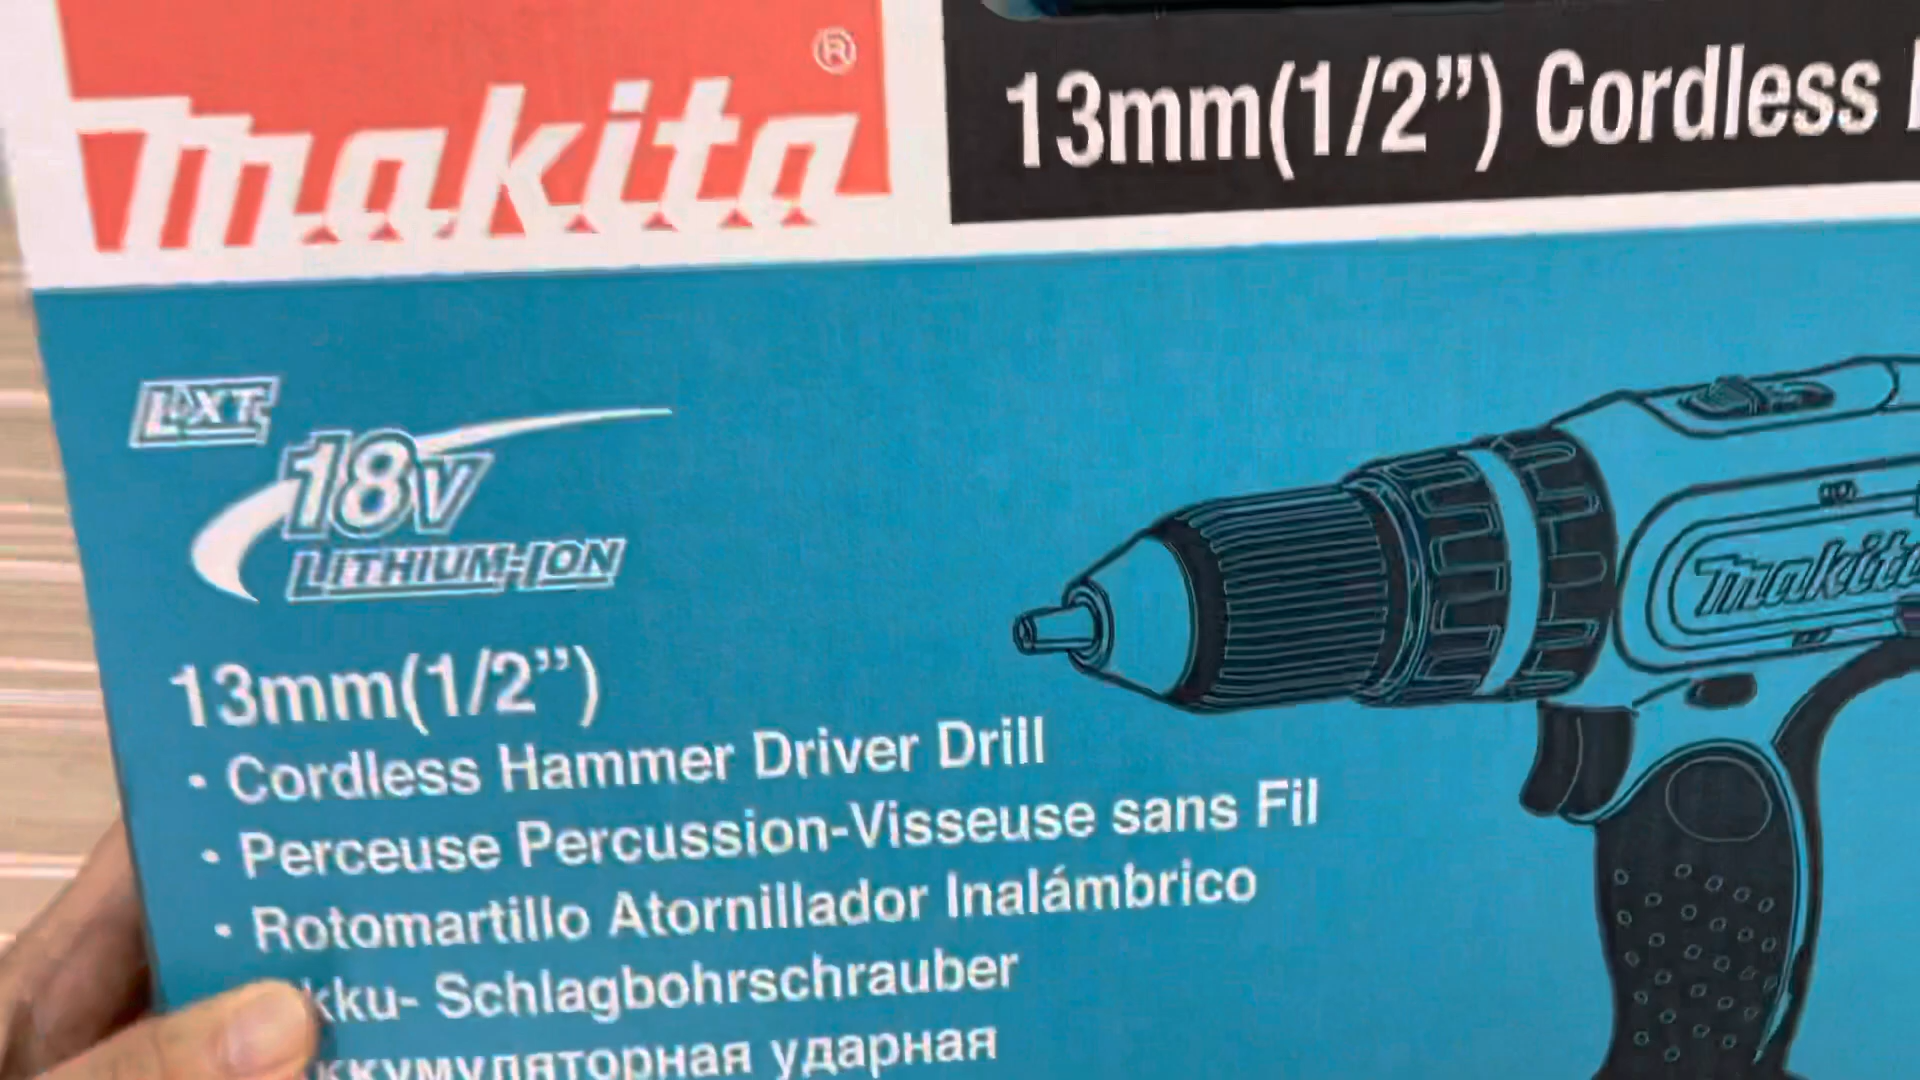 makita®
13mm(1/2”) Cordless
LXT
18V
LITHIUM-ION
makita
13mm(1/2”)
• Cordless Hammer Driver Drill
• Perceuse Percussion-Visseuse sans Fil
• Rotomartillo Atornillador Inalámbrico
kku- Schlagbohrschrauber
ккумуляторная ударная